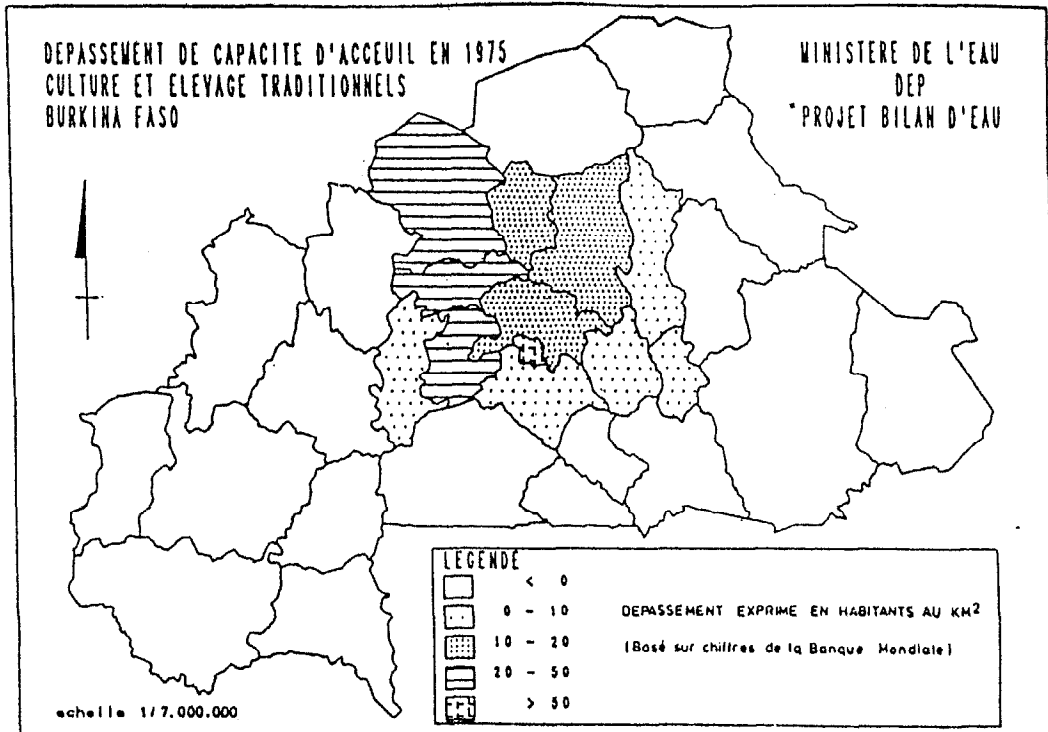 DEPASSEMENT DE CAPACITE D'ACCEUIL EN 1975
CULTURE ET ELEVAGE TRADITIONNELS
BURKINA FASO
MINISTERE DE L'EAU
DEP
PROJET BILAN D'EAU
LEGENDE
< 0
0 - 10
10 - 20
20 - 50
> 50
DEPASSEMENT EXPRIME EN HABITANTS AU KM²
(Basé sur chiffres de la Banque Mondiale)
echelle 1/7.000.000